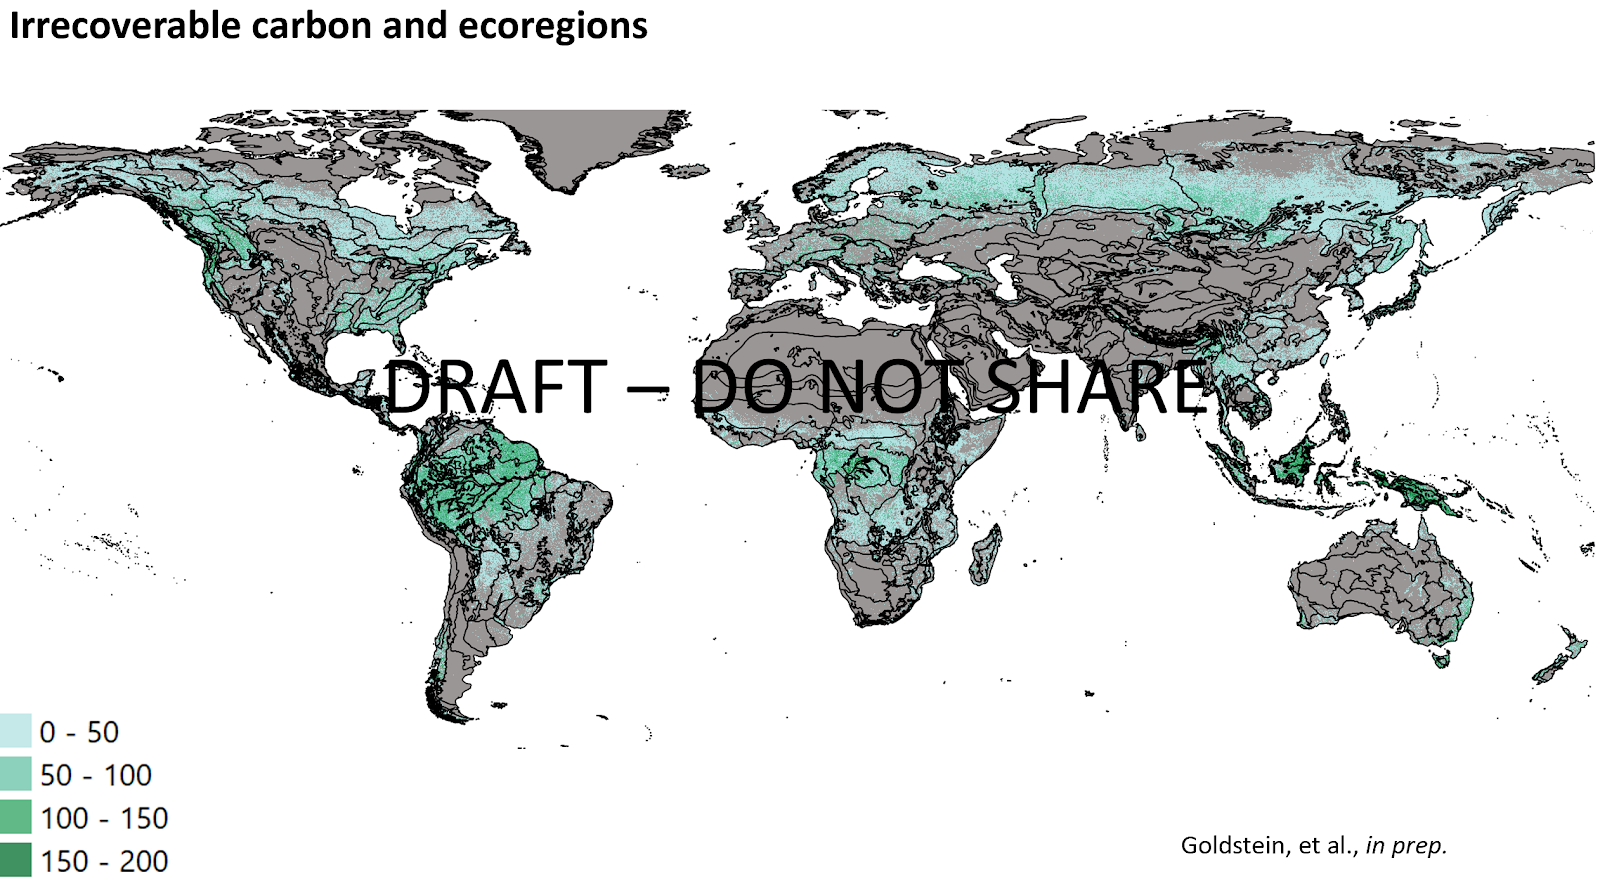 Irrecoverable carbon and ecoregions
DRAFT – DO NOT SHARE
0 - 50
50 - 100
100 - 150
150 - 200
Goldstein, et al., in prep.